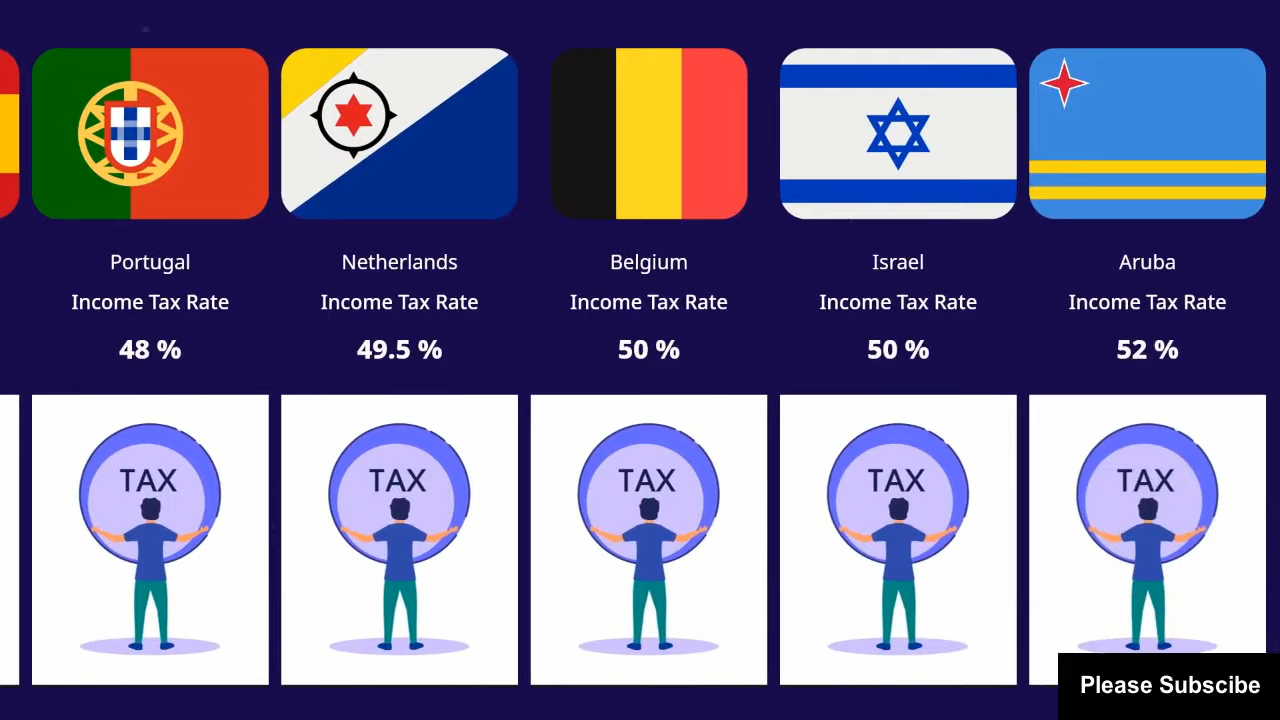 Portugal
Income Tax Rate
48 %
Netherlands
Income Tax Rate
49.5 %
Belgium
Income Tax Rate
50 %
Israel
Income Tax Rate
50 %
Aruba
Income Tax Rate
52 %
TAX
TAX
TAX
TAX
TAX
Please Subscibe